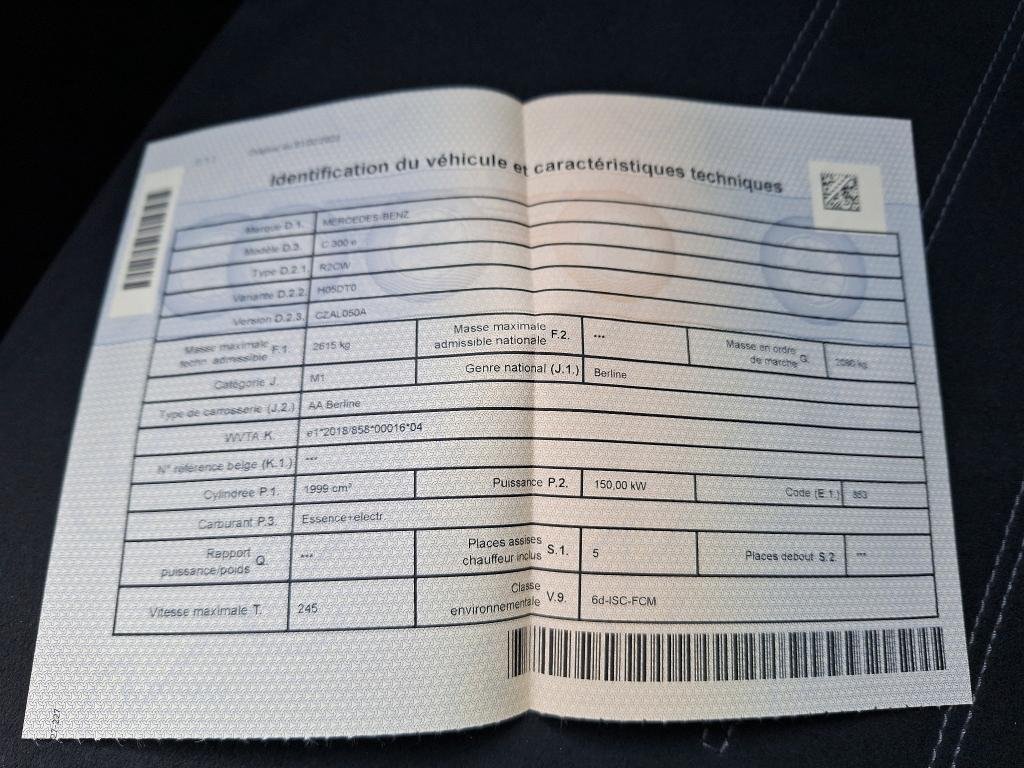 Identification du véhicule et caractéristiques techniques
Marque D.1. MERCEDES-BENZ
Modèle D.3. C 300 e
Type D.2.1. R2CW
Variante D.2.2. H05DT0
Version D.2.3. CZAL050A
Masse maximale techn. admissible F.1. 2615 kg Masse maximale admissible nationale F.2. --- Masse en ordre de marche G. 2080 kg
Catégorie J. M1 Genre national (J.1.) Berline
Type de carrosserie (J.2.) AA Berline
WVTA K. e1*2018/858*00016*04
N° référence belge (K.1.) ---
Cylindrée P.1. 1999 cm³ Puissance P.2. 150,00 kW Code (E.1.) 853
Carburant P.3. Essence+electr
Rapport puissance/poids Q. --- Places assises chauffeur inclus S.1. 5 Places debout S.2. ---
Vitesse maximale T. 245 Classe environnementale V.9. 6d-ISC-FCM